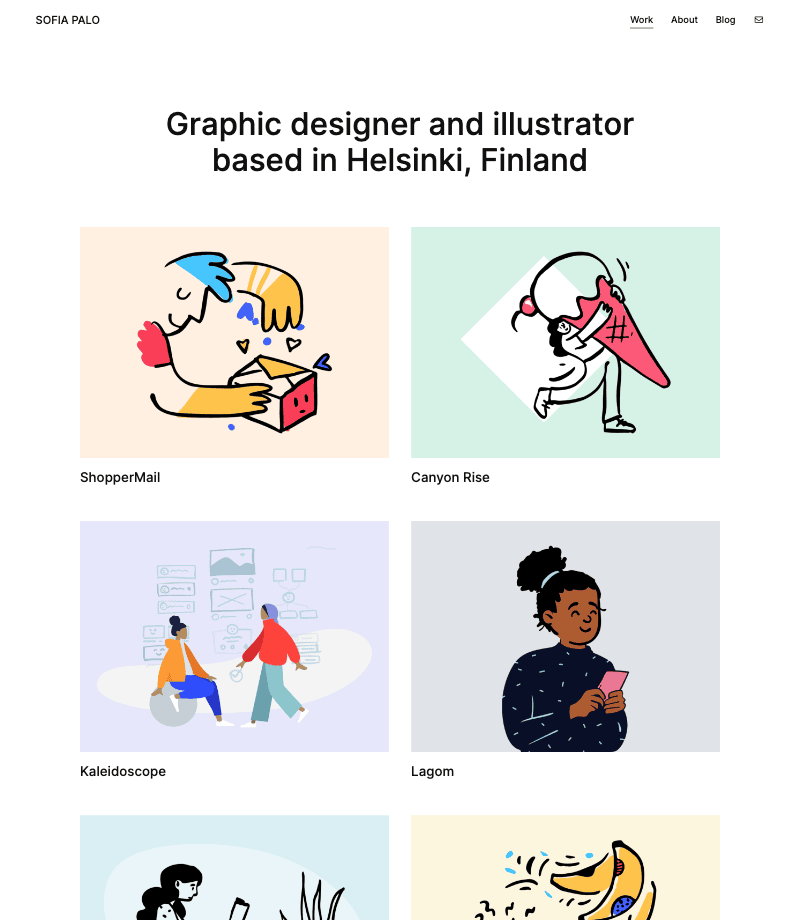 SOFIA PALO
Work About Blog
Graphic designer and illustrator
based in Helsinki, Finland
ShopperMail
Canyon Rise
Kaleidoscope
Lagom